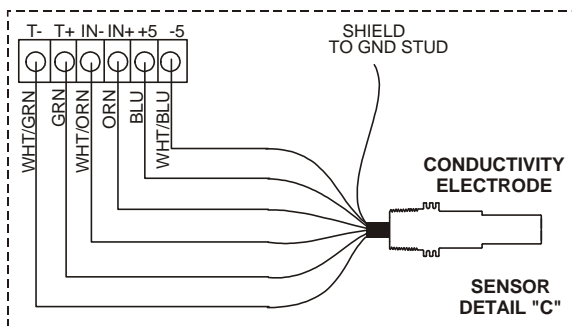 T- T+ IN- IN+ +5 -5
SHIELD
TO GND STUD
WHT/GRN
GRN
WHT/ORN
ORN
BLU
WHT/BLU
CONDUCTIVITY
ELECTRODE
SENSOR
DETAIL "C"